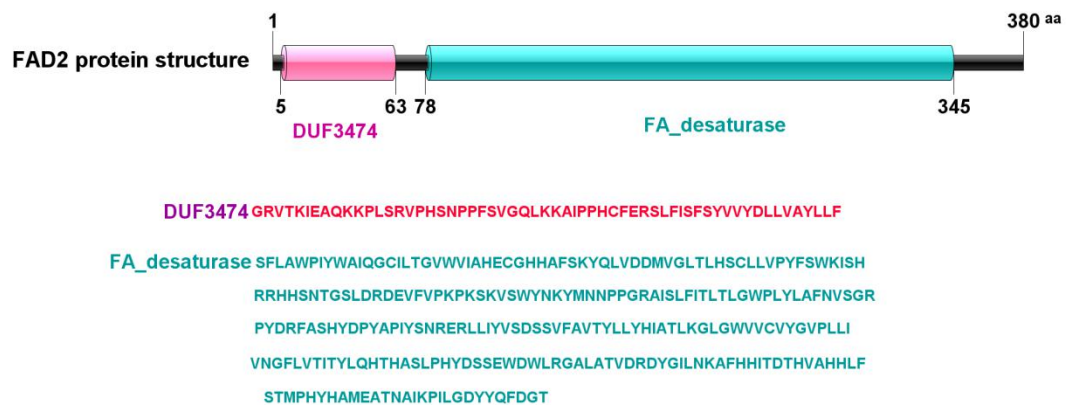 1 380 aa
FAD2 protein structure
5 63 78 345
DUF3474 FA_desaturase
DUF3474 GRVTKIEAQKKPLSRVPHSNPPFSVGQLKKAIPPHCFERSLFISFSYVVYDLLVAYLLF
FA_desaturase SFLAWPIYWAIQGCILTGVWVIAHECGHHAFSKYQLVDDMVGLTLHSCLLVPYFSWKISH
RRHHSNTGSLDRDEVFVPKPKSKVSWYNKYMNNPPGRAISLFITLTLGWPLYLAFNVSGR
PYDRFASHYDPYAPIYSNRERLLIYVSDSSVFAVTYLLYHIATLKGLGWVVCVYGVPLLI
VNGFLVTITYLQHTHASLPHYDSSEWDWLRGALATVDRDYGILNKAFHHITDTHVAHHLF
STMPHYHAMEATNAIKPILGDYYQFDGT